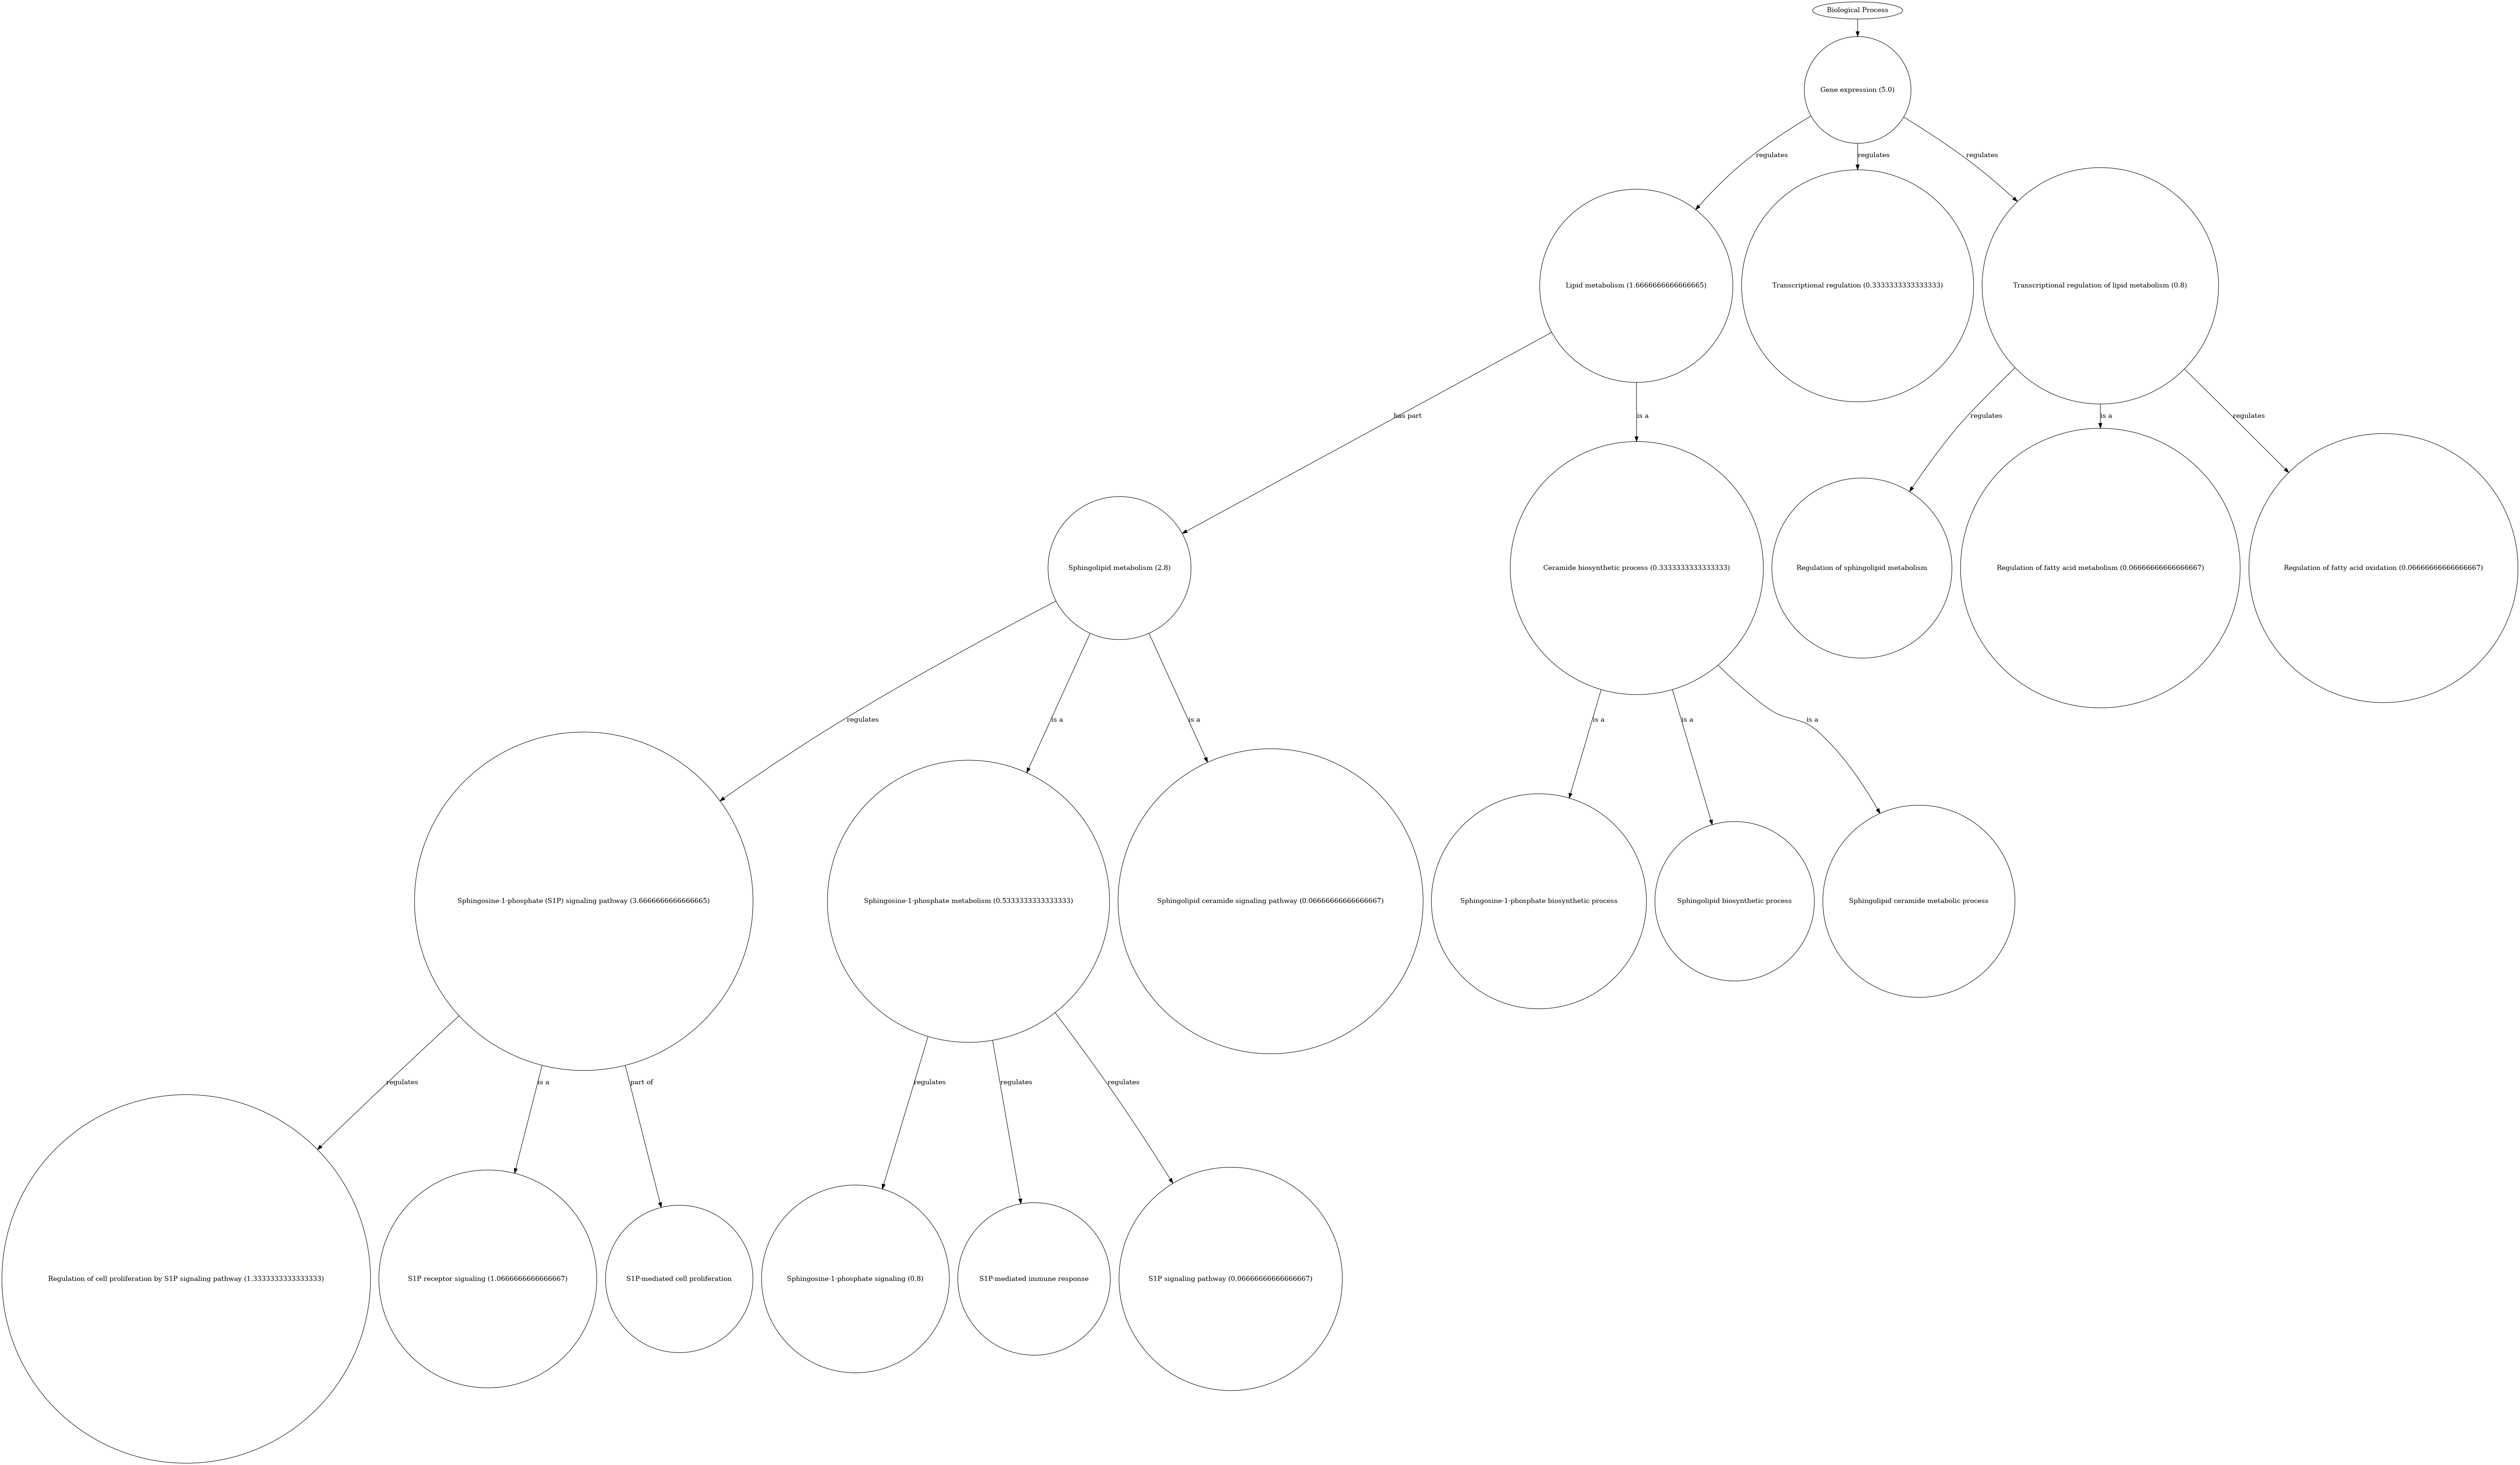 Biological Process
Gene expression (5.0)
regulates
regulates
regulates
Lipid metabolism (1.6666666666666665)
Transcriptional regulation (0.3333333333333333)
Transcriptional regulation of lipid metabolism (0.8)
has part
is a
regulates
is a
regulates
Sphingolipid metabolism (2.8)
Ceramide biosynthetic process (0.3333333333333333)
Regulation of sphingolipid metabolism
Regulation of fatty acid metabolism (0.06666666666666667)
Regulation of fatty acid oxidation (0.06666666666666667)
regulates
is a
is a
is a
is a
is a
Sphingosine-1-phosphate (S1P) signaling pathway (3.6666666666666665)
Sphingosine-1-phosphate metabolism (0.5333333333333333)
Sphingolipid ceramide signaling pathway (0.06666666666666667)
Sphingosine-1-phosphate biosynthetic process
Sphingolipid biosynthetic process
Sphingolipid ceramide metabolic process
regulates
is a
part of
regulates
regulates
regulates
Regulation of cell proliferation by S1P signaling pathway (1.3333333333333333)
S1P receptor signaling (1.0666666666666667)
S1P-mediated cell proliferation
Sphingosine-1-phosphate signaling (0.8)
S1P-mediated immune response
S1P signaling pathway (0.06666666666666667)